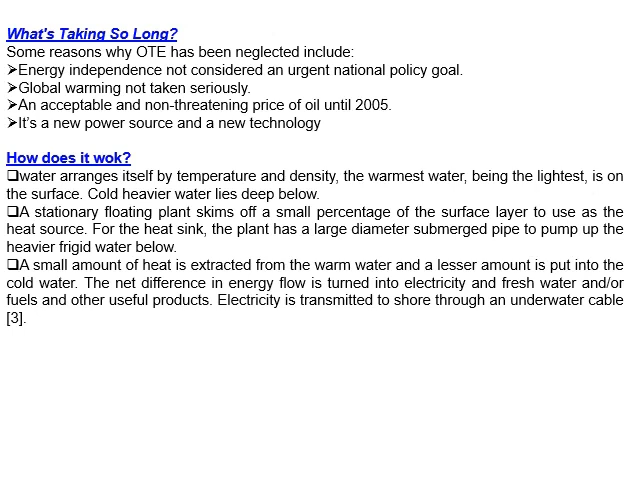 What's Taking So Long?
Some reasons why OTE has been neglected include:
➢Energy independence not considered an urgent national policy goal.
➢Global warming not taken seriously.
➢An acceptable and non-threatening price of oil until 2005.
➢It's a new power source and a new technology
How does it wok?
❑water arranges itself by temperature and density, the warmest water, being the lightest, is on
the surface. Cold heavier water lies deep below.
❑A stationary floating plant skims off a small percentage of the surface layer to use as the
heat source. For the heat sink, the plant has a large diameter submerged pipe to pump up the
heavier frigid water below.
❑A small amount of heat is extracted from the warm water and a lesser amount is put into the
cold water. The net difference in energy flow is turned into electricity and fresh water and/or
fuels and other useful products. Electricity is transmitted to shore through an underwater cable
[3].